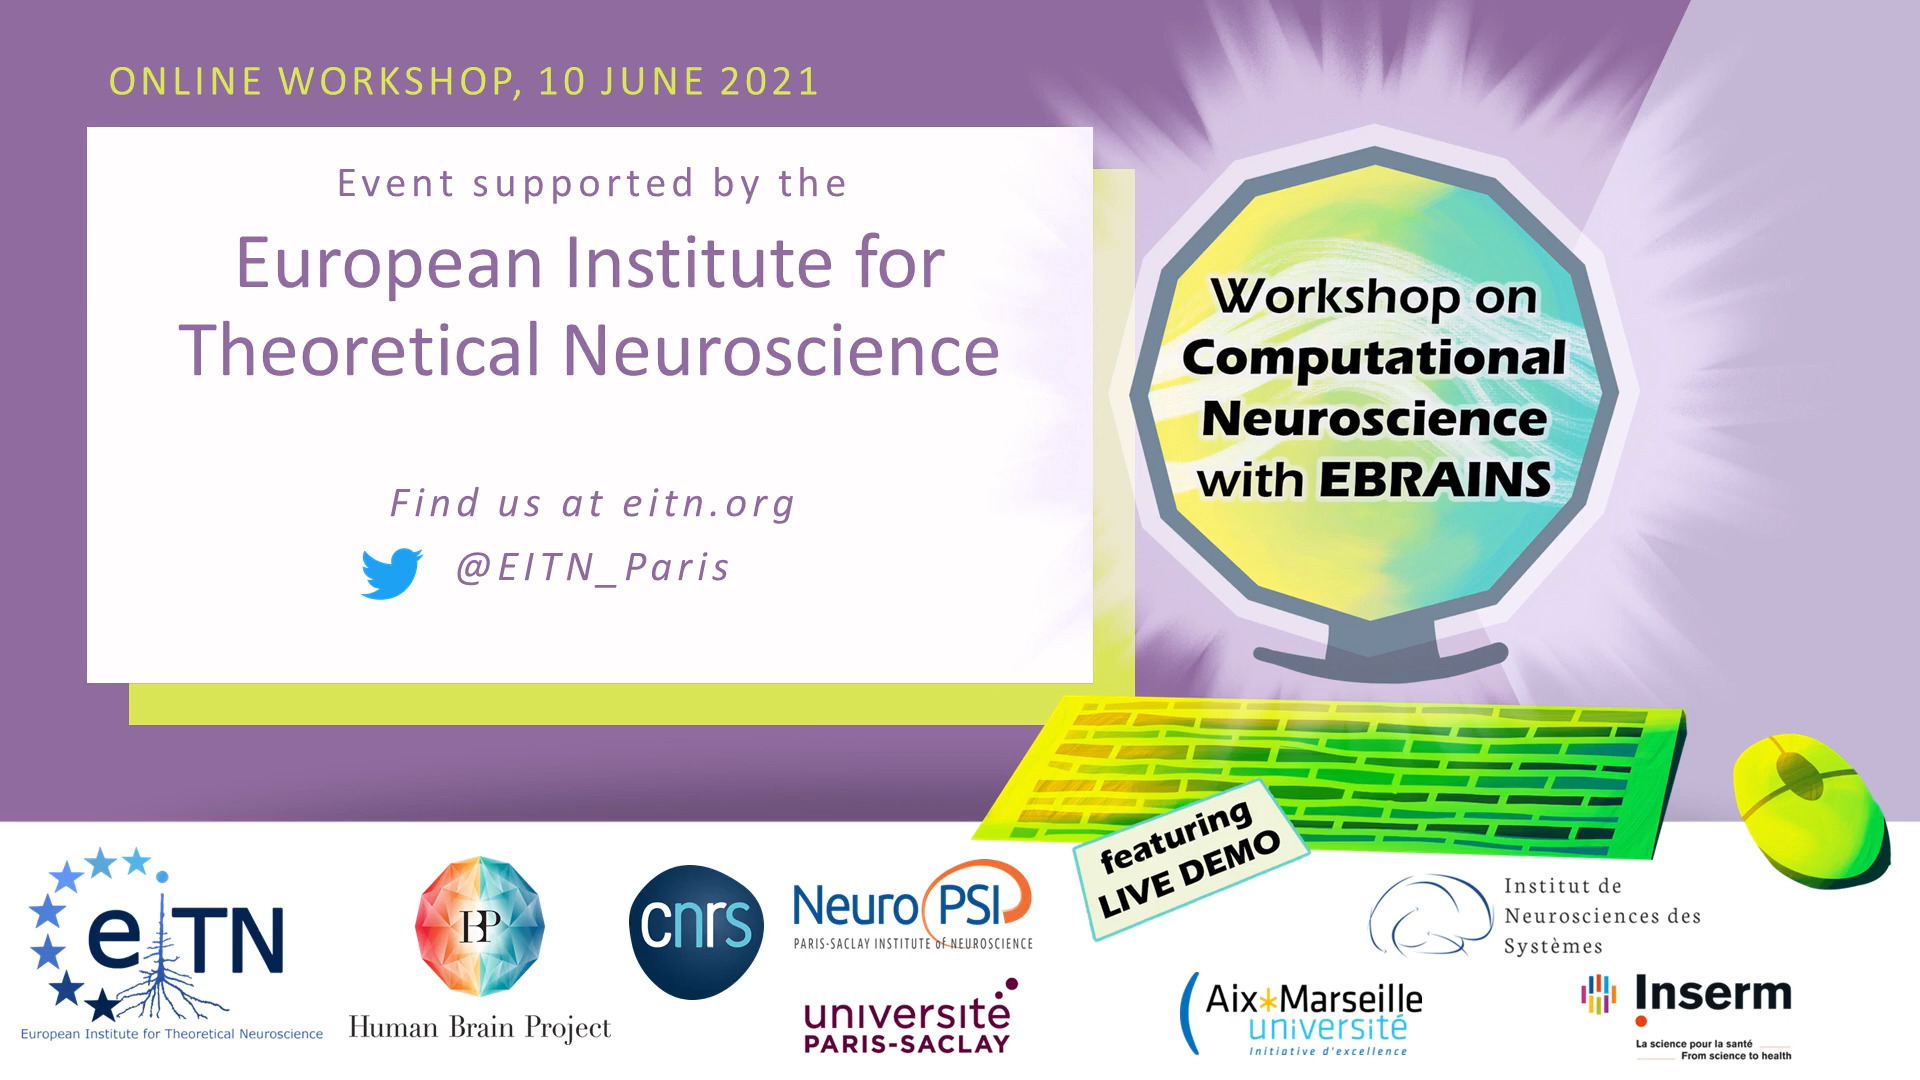 ONLINE WORKSHOP, 10 JUNE 2021
Event supported by the
European Institute for
Theoretical Neuroscience
Find us at eitn.org
@EITN_Paris
Workshop on
Computational
Neuroscience
with EBRAINS
featuring
LIVE DEMO
eiTN
European Institute for Theoretical Neuroscience
HBP
Human Brain Project
cnrs
NeuroPSI
PARIS-SACLAY INSTITUTE of NEUROSCIENCE
université
PARIS-SACLAY
Aix*Marseille
université
Initiative d'excellence
Institut de
Neurosciences des
Systèmes
Inserm
La science pour la santé
From science to health